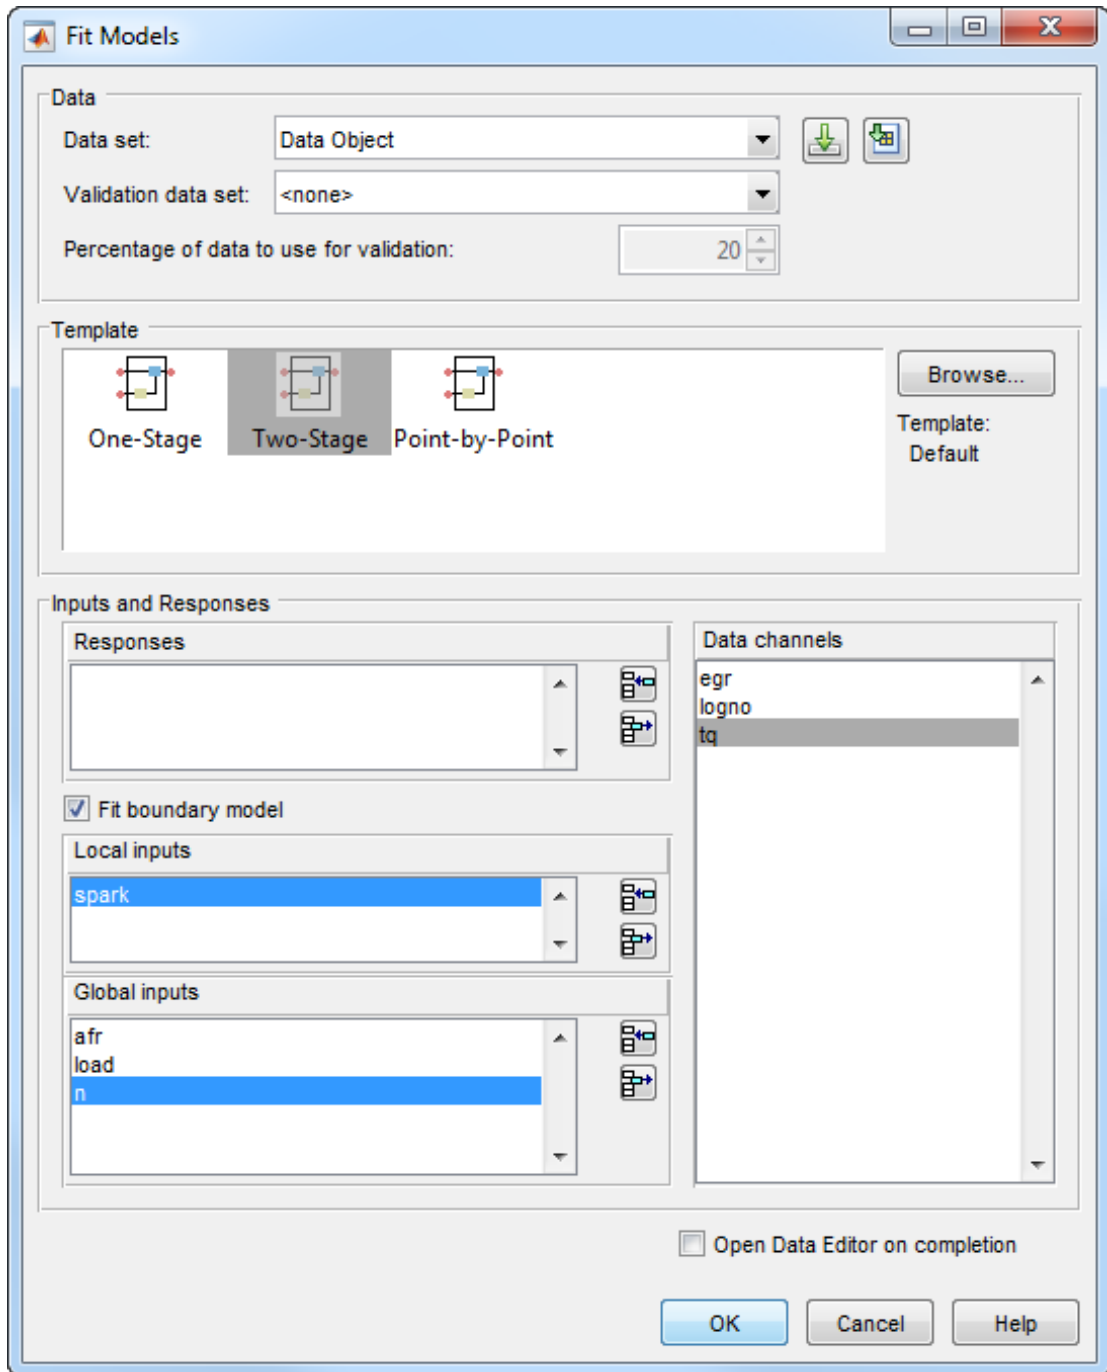 Fit Models
Data
Data set: Data Object
Validation data set: <none>
Percentage of data to use for validation: 20
Template
One-Stage Two-Stage Point-by-Point
Browse...
Template:
Default
Inputs and Responses
Responses
Fit boundary model
Local inputs
spark
Global inputs
afr
load
n
Data channels
egr
logno
tq
Open Data Editor on completion
OK Cancel Help